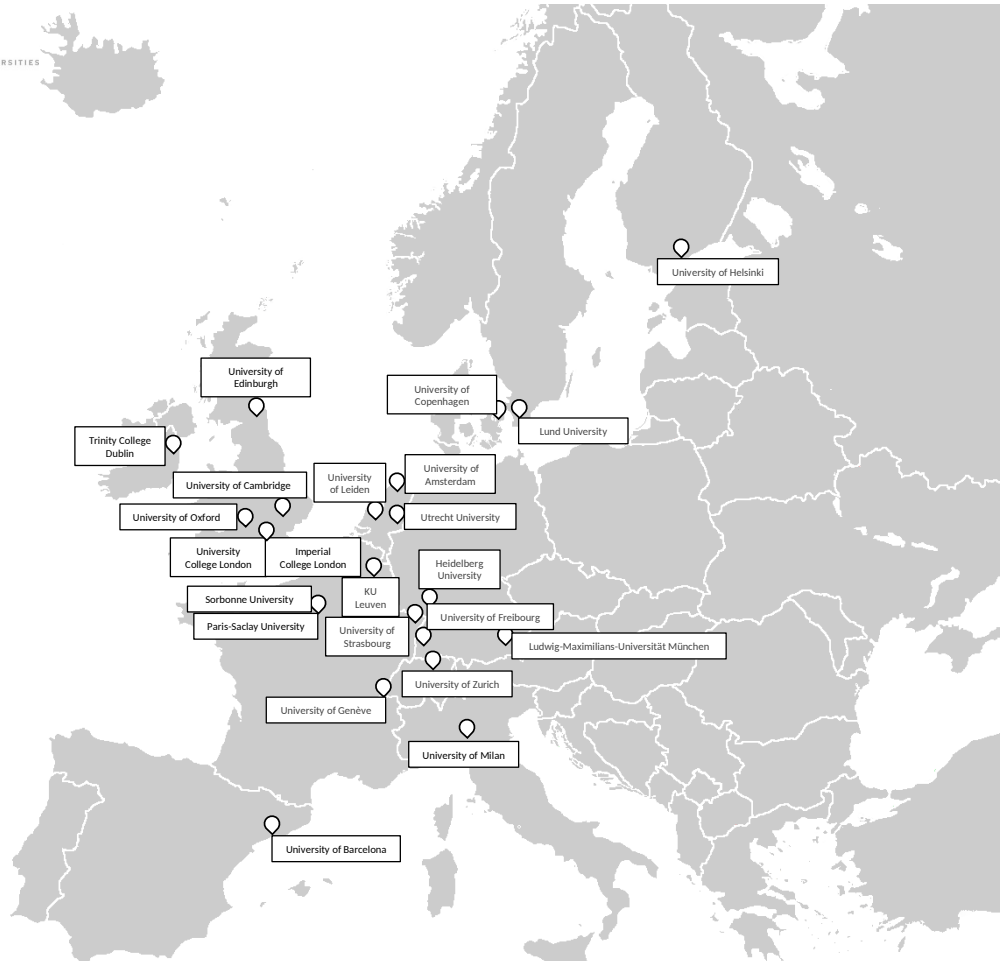 RSITIES
University of Helsinki
University of
Edinburgh
University of
Copenhagen
Lund University
Trinity College
Dublin
University of
Amsterdam
University
of Leiden
University of Cambridge
University of Oxford
Utrecht University
University
College London
Imperial
College London
Heidelberg
University
KU
Leuven
Sorbonne University
University of Freibourg
Paris-Saclay University
University of
Strasbourg
Ludwig-Maximilians-Universität München
University of Zurich
University of Genève
University of Milan
University of Barcelona